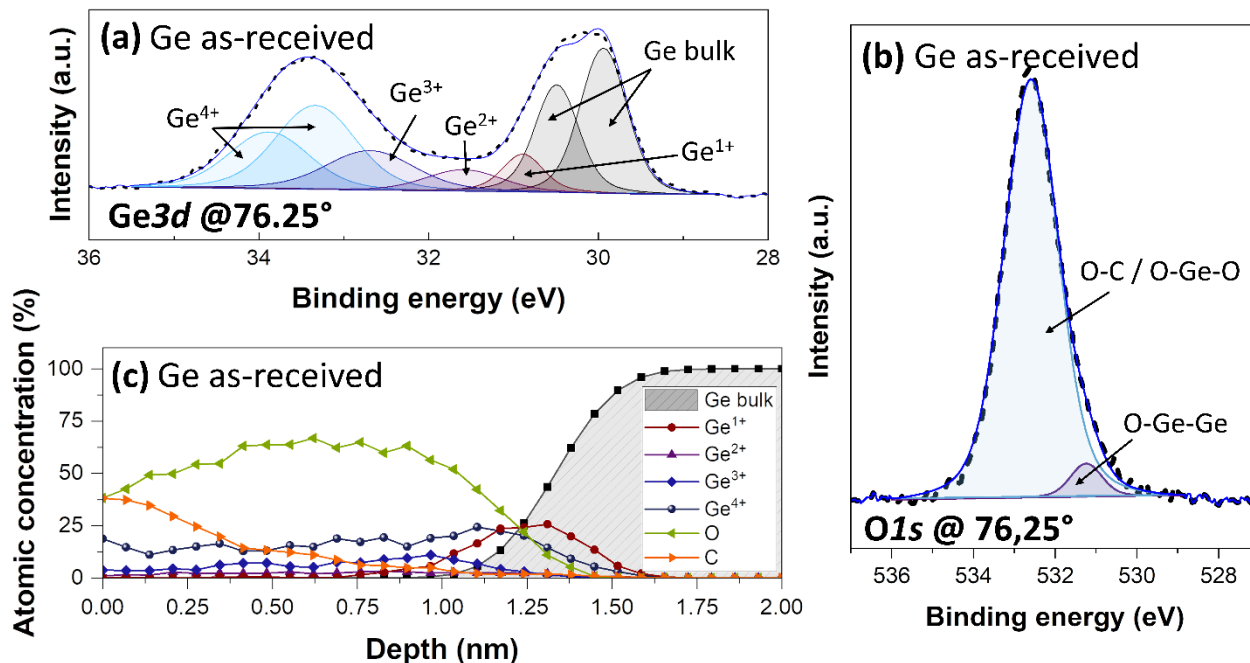 (a) Ge as-received
Ge bulk
Ge3+
Ge4+
Ge2+
Ge1+
Intensity (a.u.)
Ge3d @76.25°
36 34 32 30 28
Binding energy (eV)
(b) Ge as-received
O-C / O-Ge-O
O-Ge-Ge
Intensity (a.u.)
O1s @ 76,25°
536 534 532 530 528
Binding energy (eV)
(c) Ge as-received
Atomic concentration (%)
100
75
50
25
0
Ge bulk
Ge1+
Ge2+
Ge3+
Ge4+
O
C
0.00 0.25 0.50 0.75 1.00 1.25 1.50 1.75 2.00
Depth (nm)